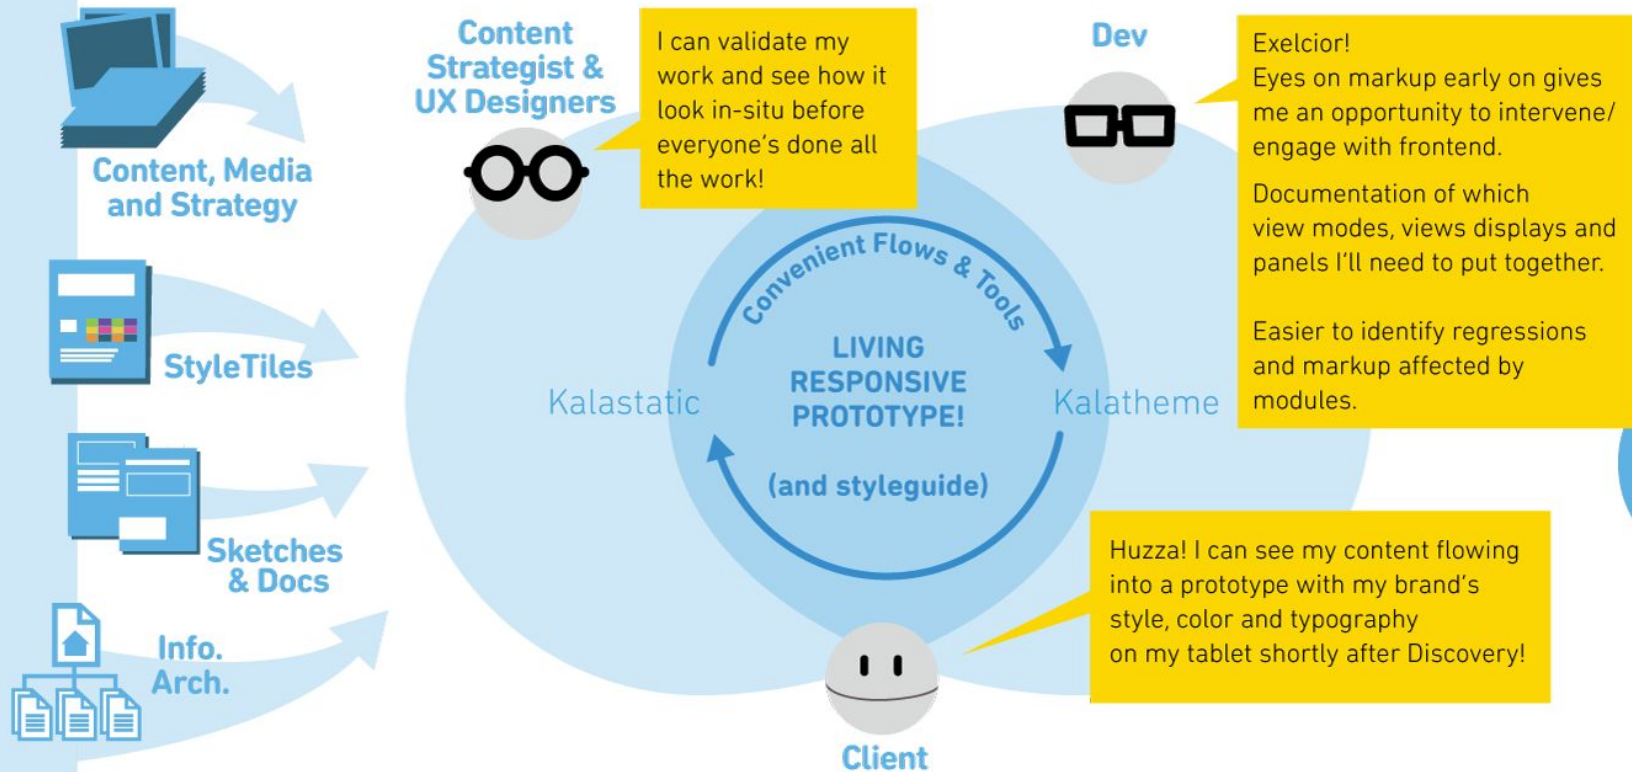 Content, Media
and Strategy
StyleTiles
Sketches
& Docs
Info.
Arch.
Content
Strategist &
UX Designers
I can validate my
work and see how it
look in-situ before
everyone's done all
the work!
Dev
Exelcior!
Eyes on markup early on gives
me an opportunity to intervene/
engage with frontend.
Documentation of which
view modes, views displays and
panels I'll need to put together.
Easier to identify regressions
and markup affected by
modules.
Convenient Flows & Tools
Kalastatic
LIVING
RESPONSIVE
PROTOTYPE!
(and styleguide)
Kalatheme
Huzza! I can see my content flowing
into a prototype with my brand's
style, color and typography
on my tablet shortly after Discovery!
Client